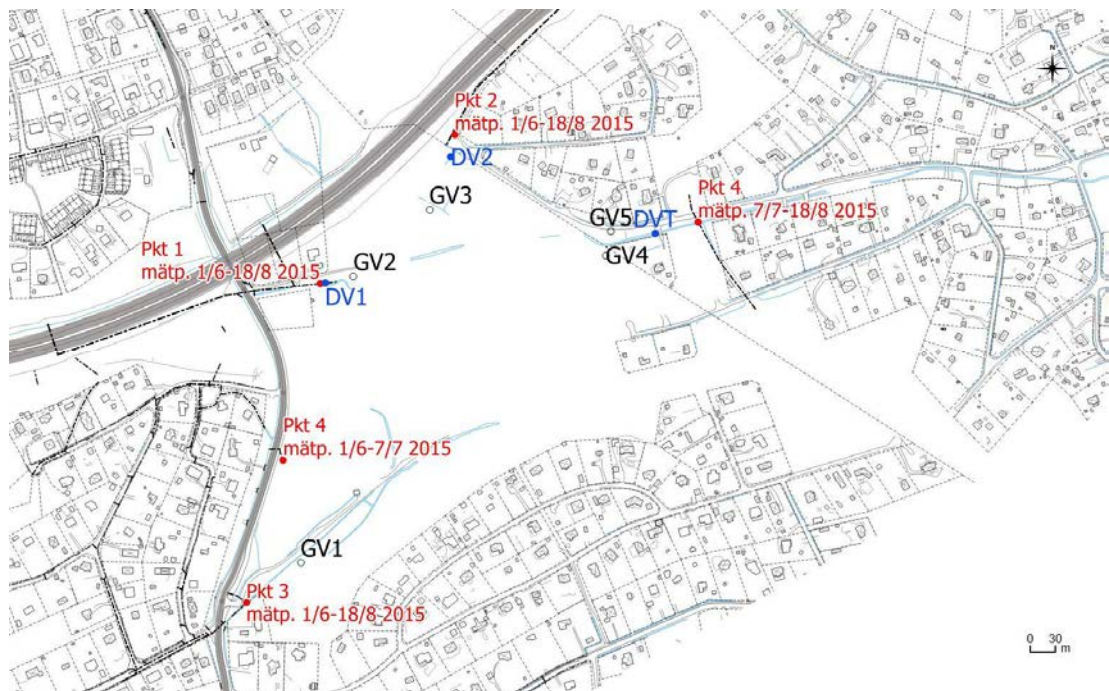 N
Pkt 2
mätp. 1/6-18/8 2015
DV2
GV3
Pkt 4
mätp. 7/7-18/8 2015
GV5
DVT
GV4
Pkt 1
mätp. 1/6-18/8 2015
GV2
DV1
Pkt 4
mätp. 1/6-7/7 2015
GV1
Pkt 3
mätp. 1/6-18/8 2015
0 30
m